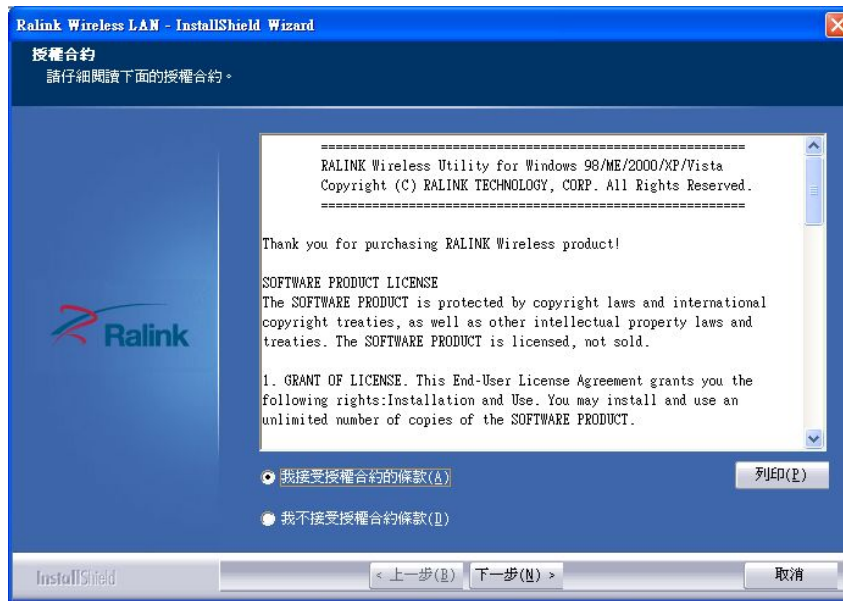 Ralink Wireless LAN - InstallShield Wizard
授權合約
請仔細閱讀下面的授權合約。
========================================================
RALINK Wireless Utility for Windows 98/ME/2000/XP/Vista
Copyright (C) RALINK TECHNOLOGY, CORP. All Rights Reserved.
========================================================
Thank you for purchasing RALINK Wireless product!
SOFTWARE PRODUCT LICENSE
The SOFTWARE PRODUCT is protected by copyright laws and international
copyright treaties, as well as other intellectual property laws and
treaties. The SOFTWARE PRODUCT is licensed, not sold.
1. GRANT OF LICENSE. This End-User License Agreement grants you the
following rights:Installation and Use. You may install and use an
unlimited number of copies of the SOFTWARE PRODUCT.
Ralink
我接受授權合約的條款(A)
列印(P)
我不接受授權合約條款(D)
InstallShield
< 上一步(B)
下一步(N) >
取消